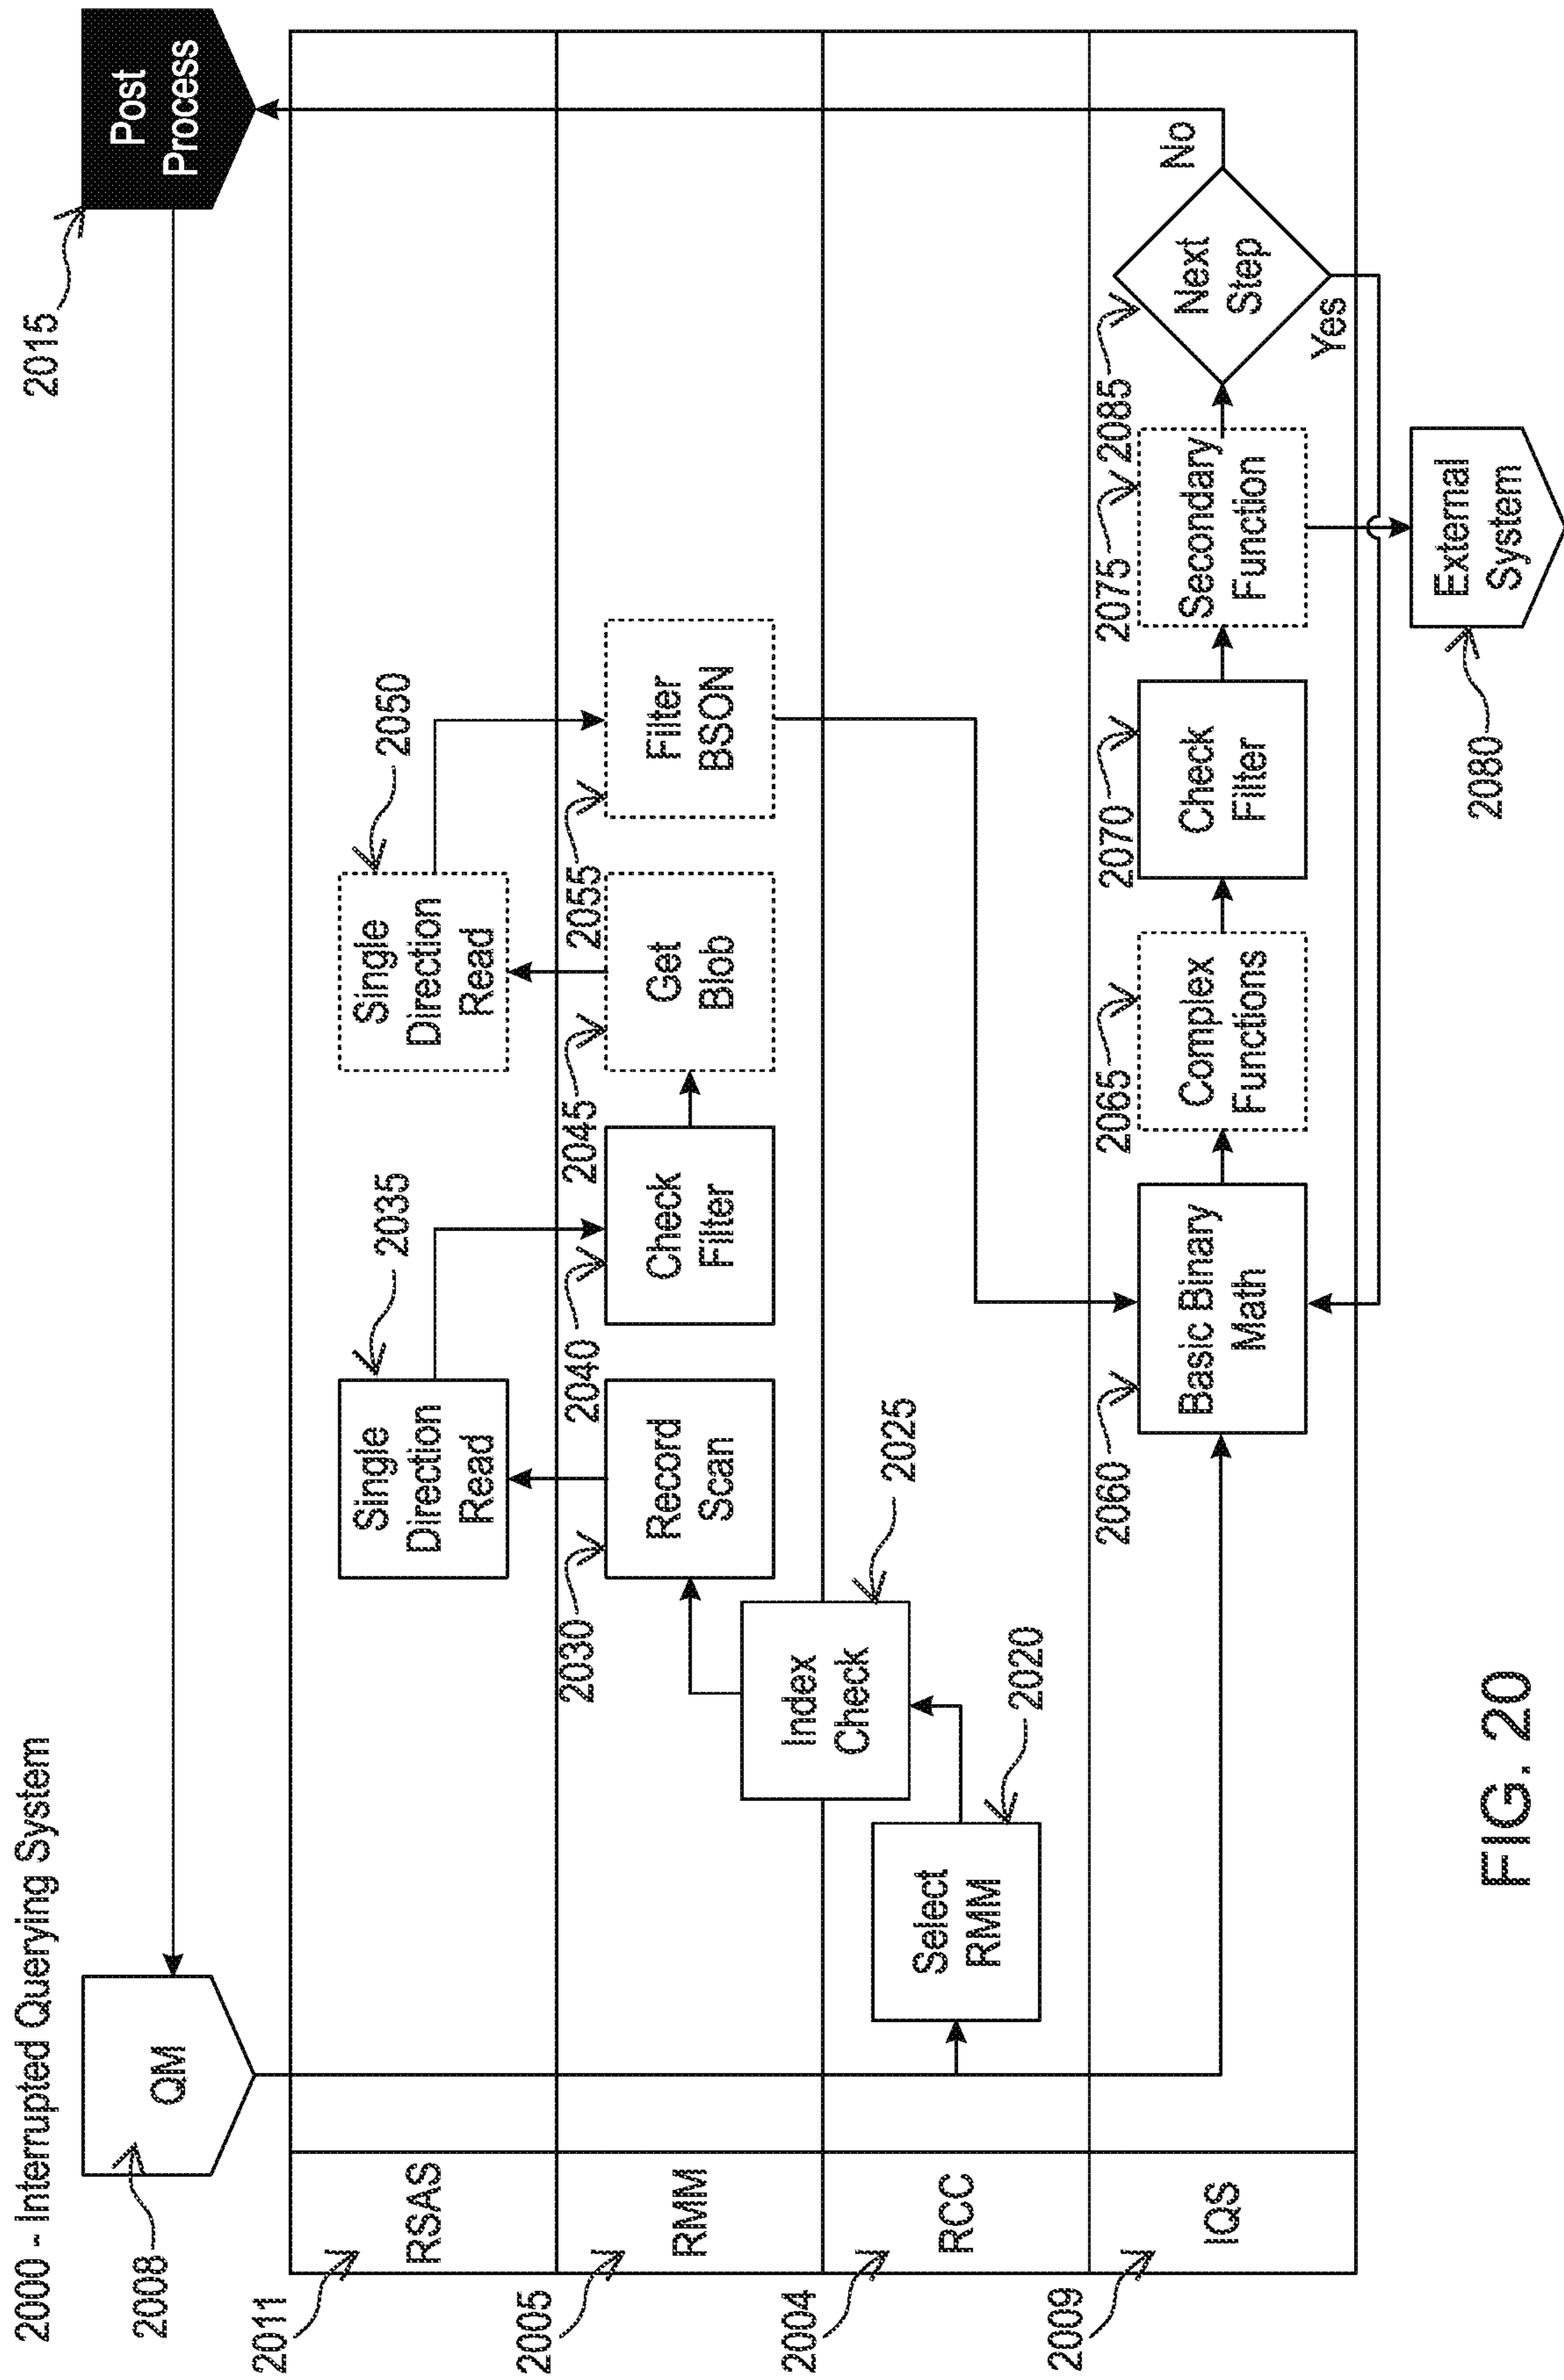 2000 - Interrupted Querying System
2008
QM
2015
Post
Process
2011
RSAS
2035
Single
Direction
Read
2050
Single
Direction
Read
2005
RMM
2030
Record
Scan
2040
Check
Filter
2045
Get
Blob
2055
Filter
BSON
2004
RCC
2020
Select
RMM
2025
Index
Check
2009
IQS
2060
Basic Binary
Math
2065
Complex
Functions
2070
Check
Filter
2075
Secondary
Function
2085
Next
Step
No
Yes
2080
External
System
FIG. 20